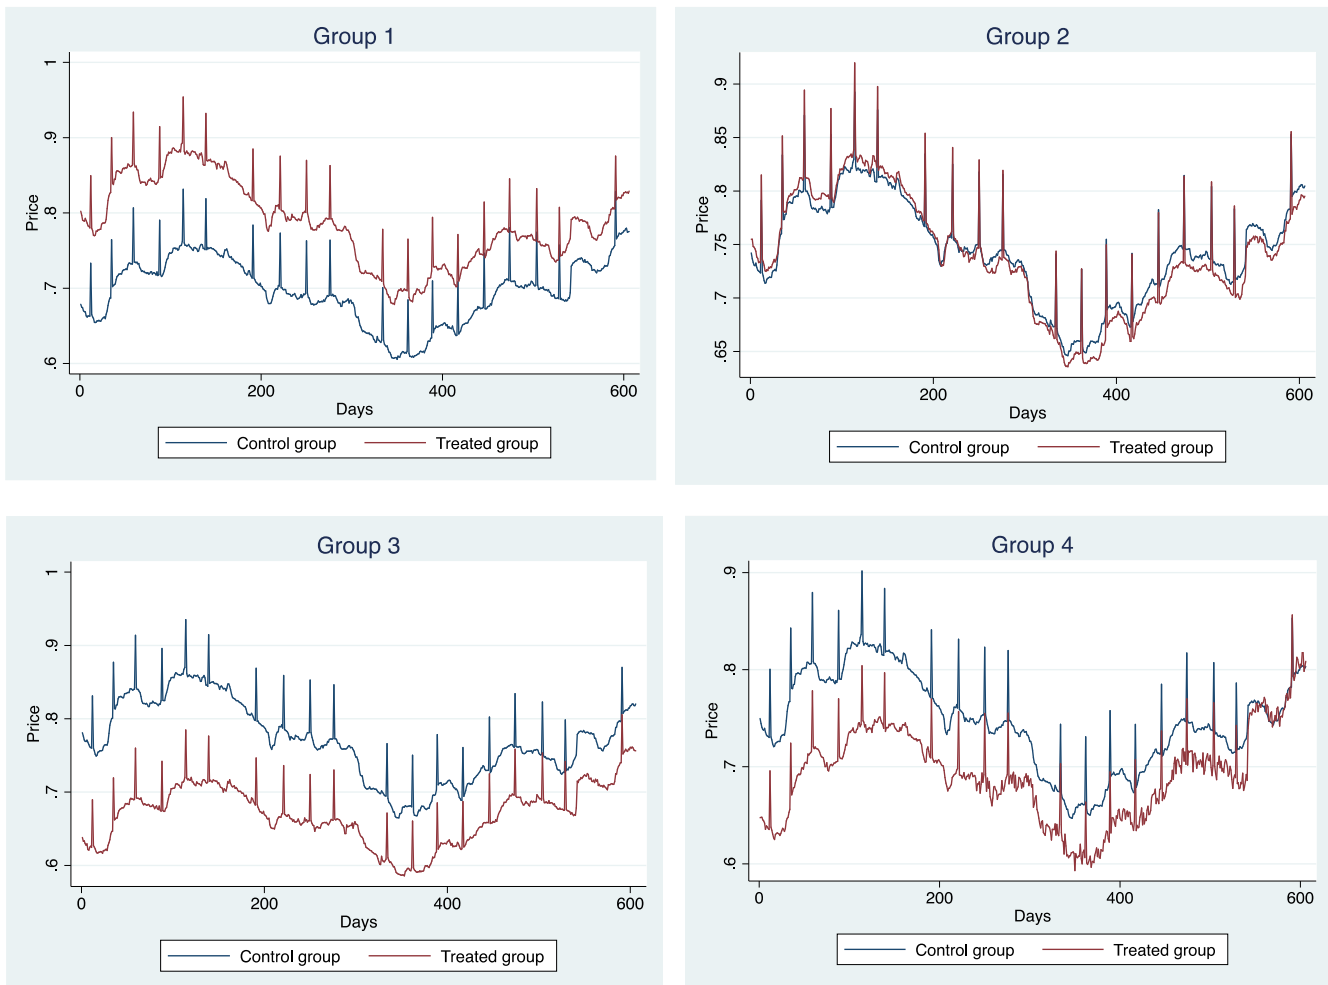 Group 1
Price
1
.9
.8
.7
.6
0 200 400 600
Days
Control group Treated group
Group 2
Price
.9
.85
.8
.75
.7
.65
0 200 400 600
Days
Control group Treated group
Group 3
Price
1
.9
.8
.7
.6
0 200 400 600
Days
Control group Treated group
Group 4
Price
.9
.8
.7
.6
0 200 400 600
Days
Control group Treated group